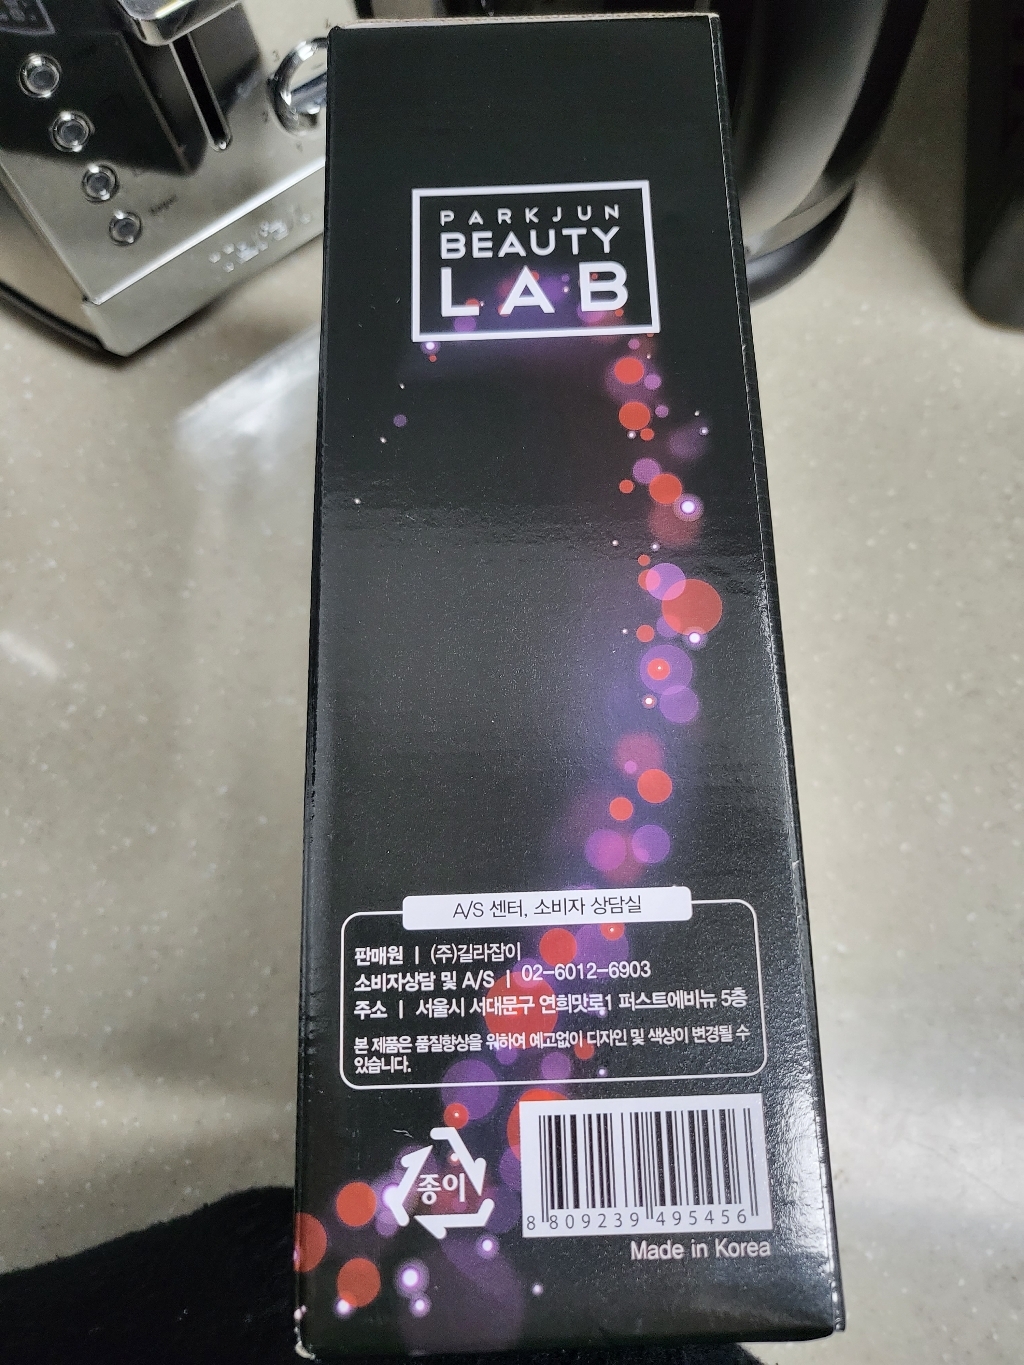 PARKJUN
BEAUTY
LAB
A/S 센터, 소비자 상담실
판매원 | (주)길라잡이
소비자상담 및 A/S | 02-6012-6903
주소 | 서울시 서대문구 연희맛로1 퍼스트에비뉴 5층
본 제품은 품질향상을 위하여 예고없이 디자인 및 색상이 변경될 수
있습니다.
종이
8 809239 495456
Made in Korea